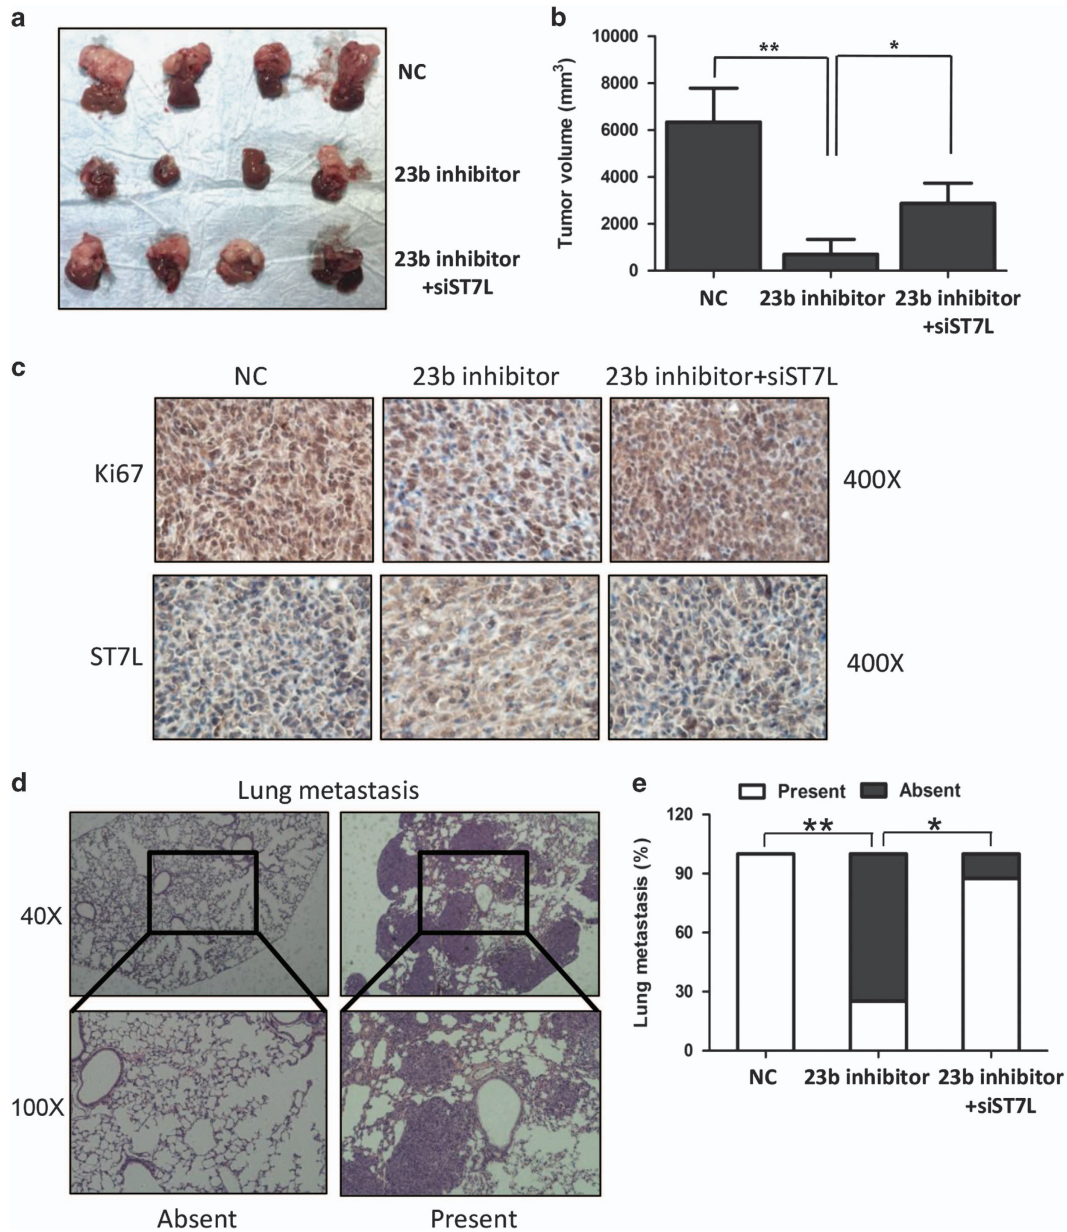 a
NC
23b inhibitor
23b inhibitor
+siST7L
b
Tumor volume (mm³)
10000
8000
6000
4000
2000
0
** *
NC 23b inhibitor 23b inhibitor
+siST7L
c
NC 23b inhibitor 23b inhibitor+siST7L
Ki67 400X
ST7L 400X
d
Lung metastasis
40X
100X
Absent Present
e
Present Absent
Lung metastasis (%)
120
90
60
30
0
** *
NC 23b inhibitor 23b inhibitor
+siST7L